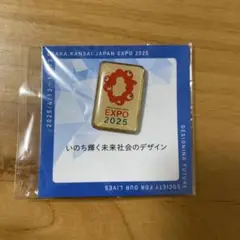 OSAKA KANSAI JAPAN EXPO 2025
EXPO
2025
いのち輝く未来社会のデザイン
DESIGNING FUTURE
SOCIETY FOR OUR LIVES